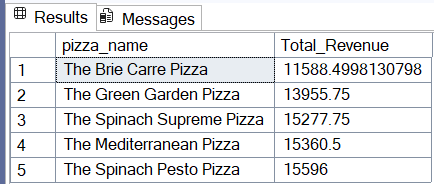 Results Messages
pizza_name Total_Revenue
1 The Brie Carre Pizza 11588.4998130798
2 The Green Garden Pizza 13955.75
3 The Spinach Supreme Pizza 15277.75
4 The Mediterranean Pizza 15360.5
5 The Spinach Pesto Pizza 15596